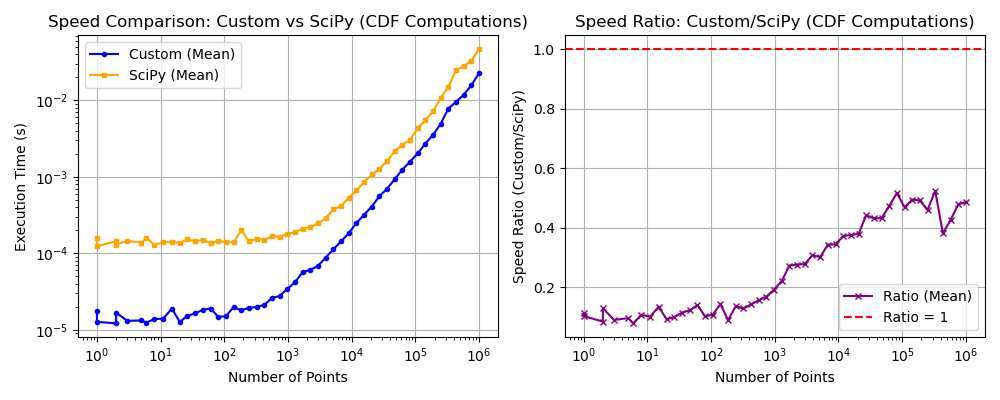 Speed Comparison: Custom vs SciPy (CDF Computations)
Custom (Mean)
SciPy (Mean)
Execution Time (s)
10⁻²
10⁻³
10⁻⁴
10⁻⁵
10⁰ 10¹ 10² 10³ 10⁴ 10⁵ 10⁶
Number of Points
Speed Ratio: Custom/SciPy (CDF Computations)
Speed Ratio (Custom/SciPy)
1.0
0.8
0.6
0.4
0.2
Ratio (Mean)
Ratio = 1
10⁰ 10¹ 10² 10³ 10⁴ 10⁵ 10⁶
Number of Points